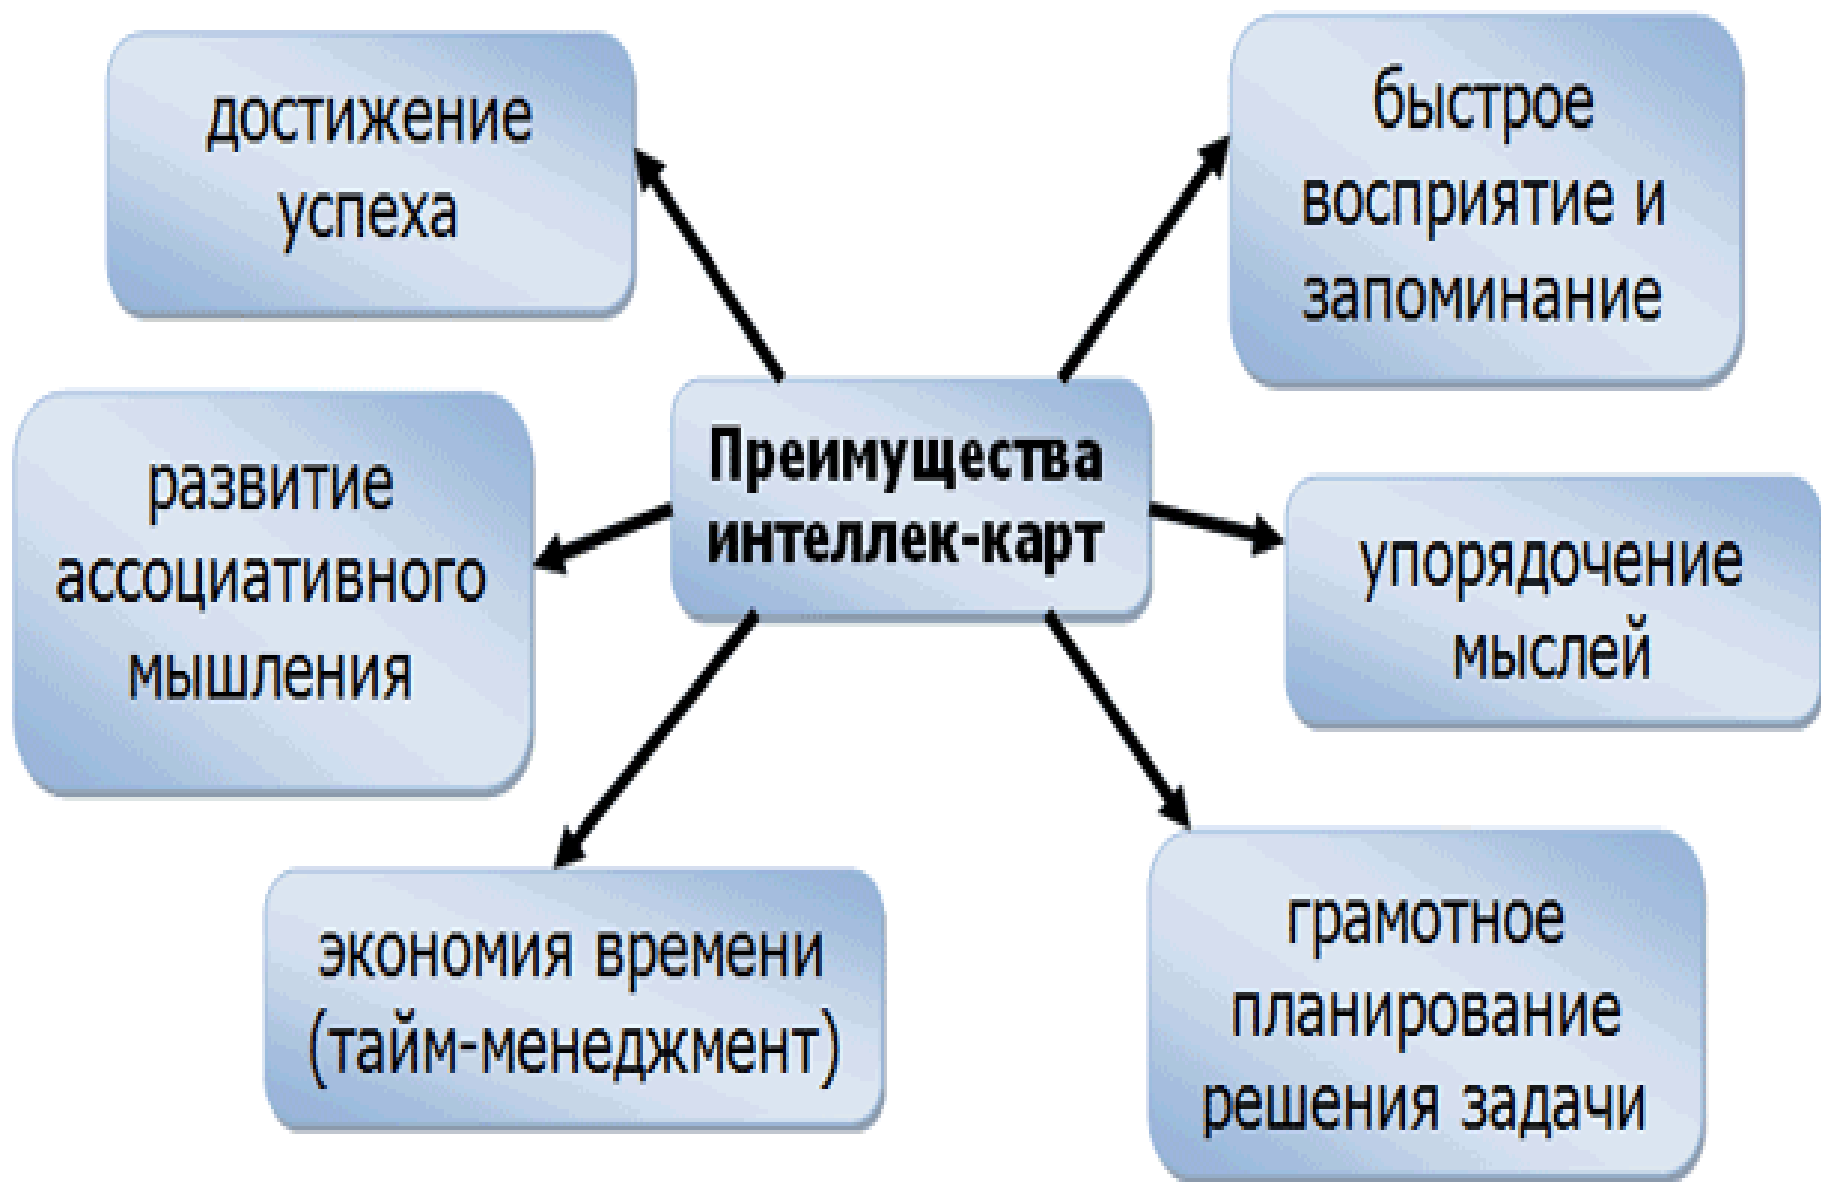 достижение
успеха
быстрое
восприятие и
запоминание
Преимущества
интеллек-карт
развитие
ассоциативного
мышления
упорядочение
мыслей
экономия времени
(тайм-менеджмент)
грамотное
планирование
решения задачи